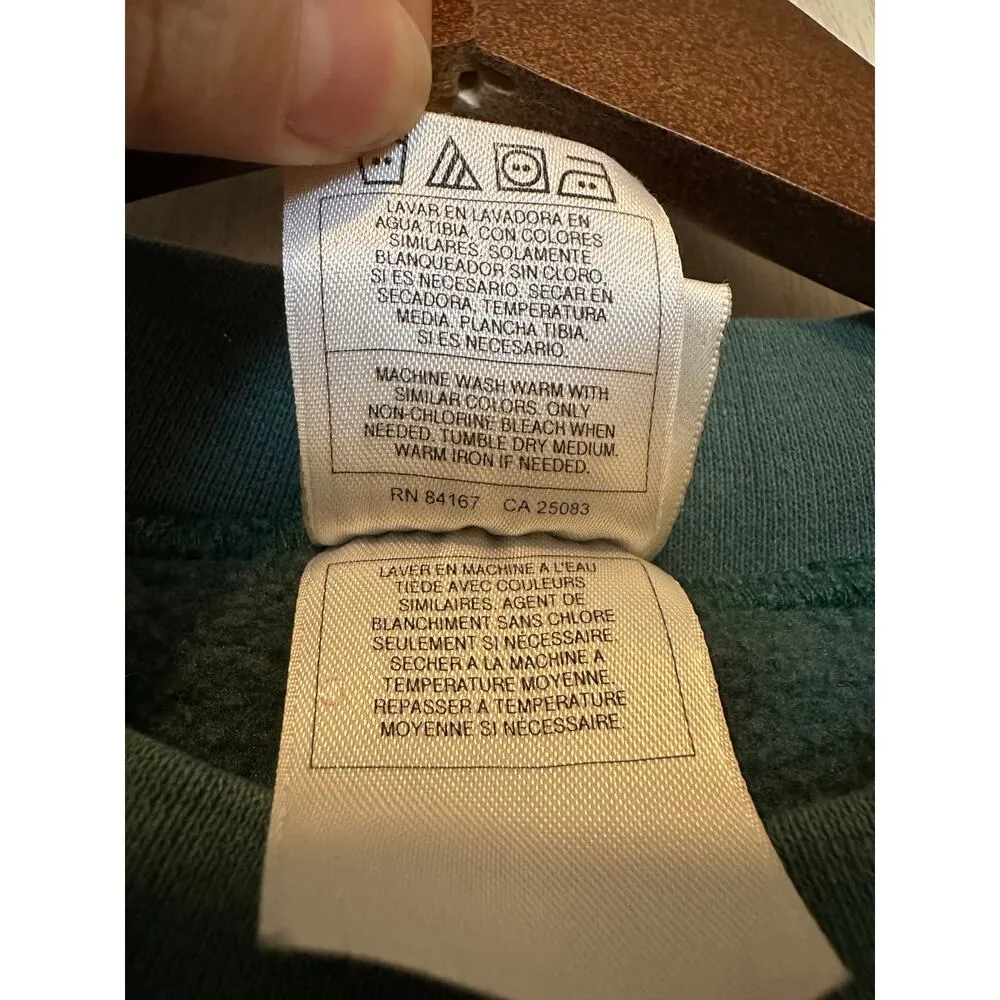 LAVAR EN LAVADORA EN
AGUA TIBIA, CON COLORES
SIMILARES. SOLAMENTE
BLANQUEADOR SIN CLORO,
SI ES NECESARIO. SECAR EN
SECADORA, TEMPERATURA
MEDIA. PLANCHA TIBIA,
SI ES NECESARIO.
MACHINE WASH WARM WITH
SIMILAR COLORS. ONLY
NON-CHLORINE BLEACH WHEN
NEEDED. TUMBLE DRY MEDIUM.
WARM IRON IF NEEDED.
RN 84167 CA 25083
LAVER EN MACHINE A L'EAU
TIEDE AVEC COULEURS
SIMILAIRES. AGENT DE
BLANCHIMENT SANS CHLORE
SEULEMENT SI NECESSAIRE.
SECHER A LA MACHINE A
TEMPERATURE MOYENNE.
REPASSER A TEMPERATURE
MOYENNE SI NECESSAIRE.